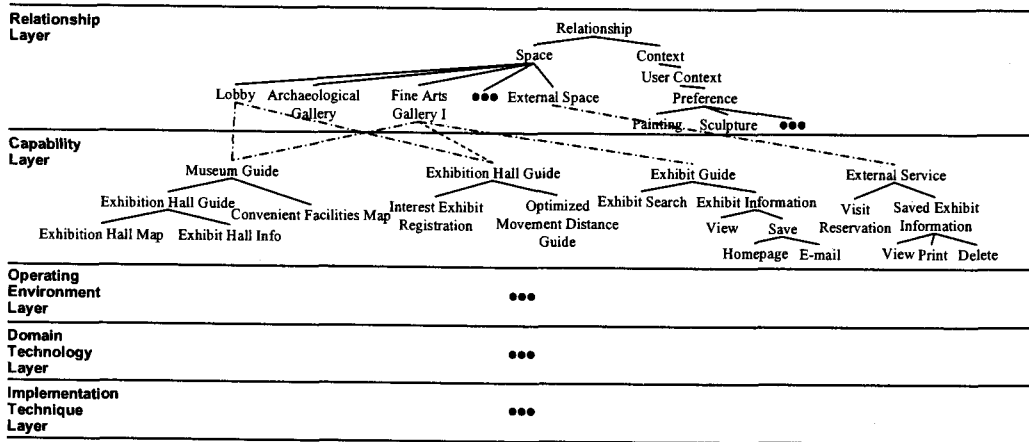 Relationship
Layer
Relationship
Space
Context
User Context
Lobby
Archaeological
Gallery
Fine Arts
Gallery I
●●●
External Space
Preference
Painting
Sculpture
●●●
Capability
Layer
Museum Guide
Exhibition Hall Guide
Exhibit Guide
External Service
Exhibition Hall Guide
Convenient Facilities Map
Interest Exhibit
Registration
Optimized
Movement Distance
Guide
Exhibit Search
Exhibit Information
Visit
Reservation
Saved Exhibit
Information
Exhibition Hall Map
Exhibit Hall Info
View
Save
Homepage
E-mail
View
Print
Delete
Operating
Environment
Layer
●●●
Domain
Technology
Layer
●●●
Implementation
Technique
Layer
●●●